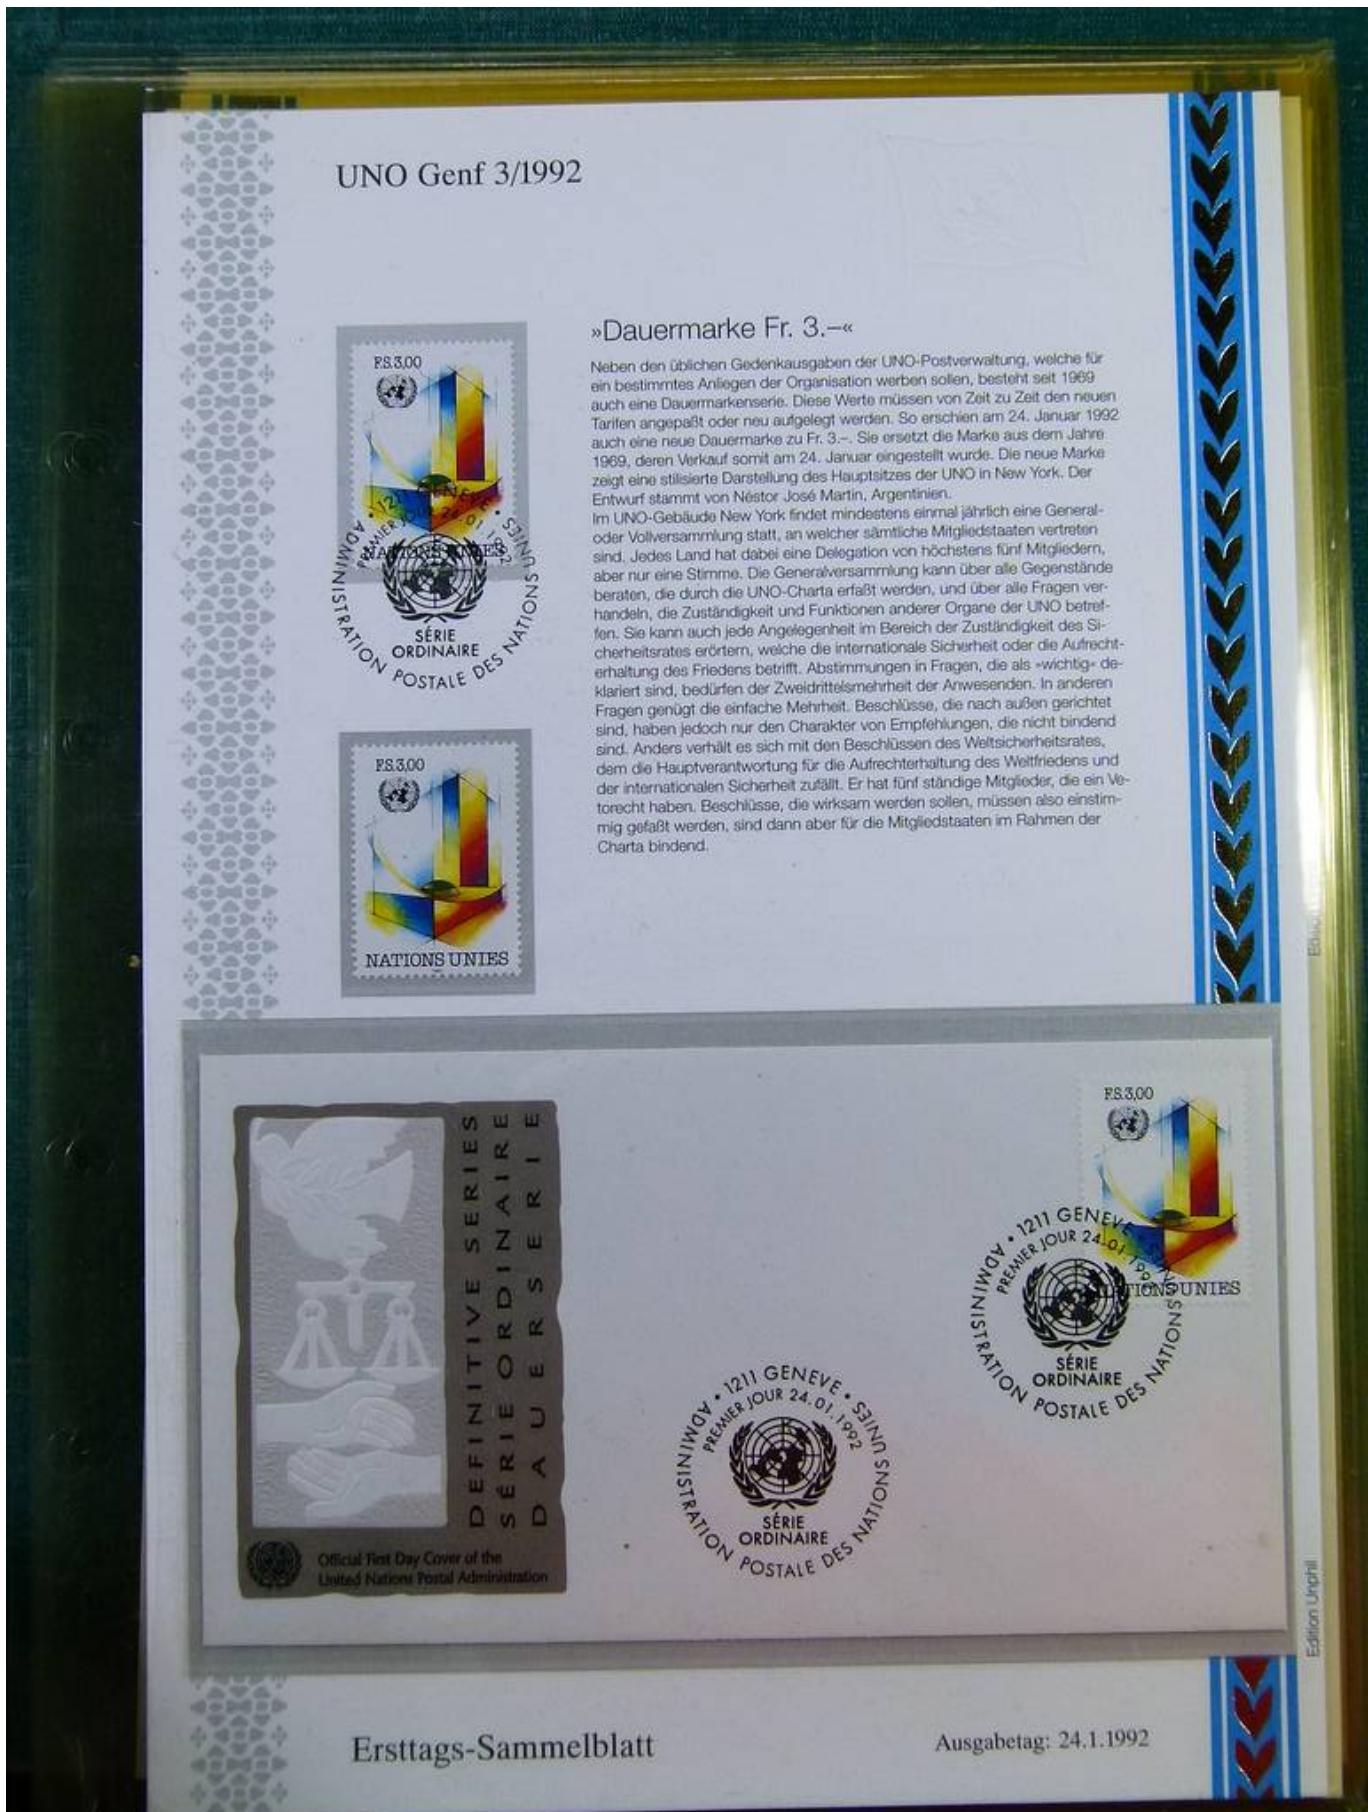 UNO Genf 3/1992
F.S.3,00
NATIONS UNIES
ADMINISTRATION POSTALE DES NATIONS UNIES • 1211 GENEVE •
PREMIER JOUR 24.01.1992
SÉRIE
ORDINAIRE
F.S.3,00
NATIONS UNIES
»Dauermarke Fr. 3.–«
Neben den üblichen Gedenkausgaben der UNO-Postverwaltung, welche für
ein bestimmtes Anliegen der Organisation werben sollen, besteht seit 1969
auch eine Dauermarkenserie. Diese Werte müssen von Zeit zu Zeit den neuen
Tarifen angepaßt oder neu aufgelegt werden. So erschien am 24. Januar 1992
auch eine neue Dauermarke zu Fr. 3.–. Sie ersetzt die Marke aus dem Jahre
1969, deren Verkauf somit am 24. Januar eingestellt wurde. Die neue Marke
zeigt eine stilisierte Darstellung des Hauptsitzes der UNO in New York. Der
Entwurf stammt von Néstor José Martin, Argentinien.
Im UNO-Gebäude New York findet mindestens einmal jährlich eine General-
oder Vollversammlung statt, an welcher sämtliche Mitgliedstaaten vertreten
sind. Jedes Land hat dabei eine Delegation von höchstens fünf Mitgliedern,
aber nur eine Stimme. Die Generalversammlung kann über alle Gegenstände
beraten, die durch die UNO-Charta erfaßt werden, und über alle Fragen ver-
handeln, die Zuständigkeit und Funktionen anderer Organe der UNO betref-
fen. Sie kann auch jede Angelegenheit im Bereich der Zuständigkeit des Si-
cherheitsrates erörtern, welche die internationale Sicherheit oder die Aufrecht-
erhaltung des Friedens betrifft. Abstimmungen in Fragen, die als »wichtig« de-
klariert sind, bedürfen der Zweidrittelsmehrheit der Anwesenden. In anderen
Fragen genügt die einfache Mehrheit. Beschlüsse, die nach außen gerichtet
sind, haben jedoch nur den Charakter von Empfehlungen, die nicht bindend
sind. Anders verhält es sich mit den Beschlüssen des Weltsicherheitsrates,
dem die Hauptverantwortung für die Aufrechterhaltung des Weltfriedens und
der internationalen Sicherheit zufällt. Er hat fünf ständige Mitglieder, die ein Ve-
torecht haben. Beschlüsse, die wirksam werden sollen, müssen also einstim-
mig gefaßt werden, sind dann aber für die Mitgliedstaaten im Rahmen der
Charta bindend.
DEFINITIVE SERIES
SÉRIE ORDINAIRE
DAUERSERIE
Official First Day Cover of the
United Nations Postal Administration
F.S.3,00
NATIONS UNIES
ADMINISTRATION POSTALE DES NATIONS UNIES • 1211 GENEVE •
PREMIER JOUR 24.01.1992
SÉRIE
ORDINAIRE
ADMINISTRATION POSTALE DES NATIONS UNIES • 1211 GENEVE •
PREMIER JOUR 24.01.1992
SÉRIE
ORDINAIRE
Edition Unphil
Ersttags-Sammelblatt
Ausgabetag: 24.1.1992